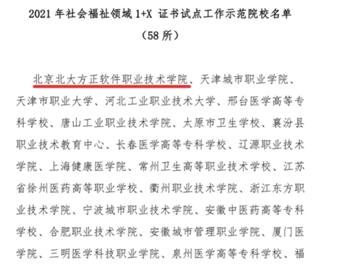 2021 年社会福祉领域 1+X 证书试点工作示范院校名单
（58 所）
北京北大方正软件职业技术学院、天津城市职业学院、
天津市职业大学、河北工业职业技术大学、邢台医学高等专
科学校、唐山工业职业技术学院、太原市卫生学校、襄汾县
职业技术教育中心、长春医学高等专科学校、辽源职业技术
学院、上海健康医学院、常州卫生高等职业技术学校、江苏
省徐州医药高等职业学校、衢州职业技术学院、浙江东方职
业技术学院、宁波城市职业技术学院、安徽中医药高等专科
学校、合肥职业技术学院、安徽城市管理职业学院、厦门医
学院、三明医学科技职业学院、泉州医学高等专科学校、福